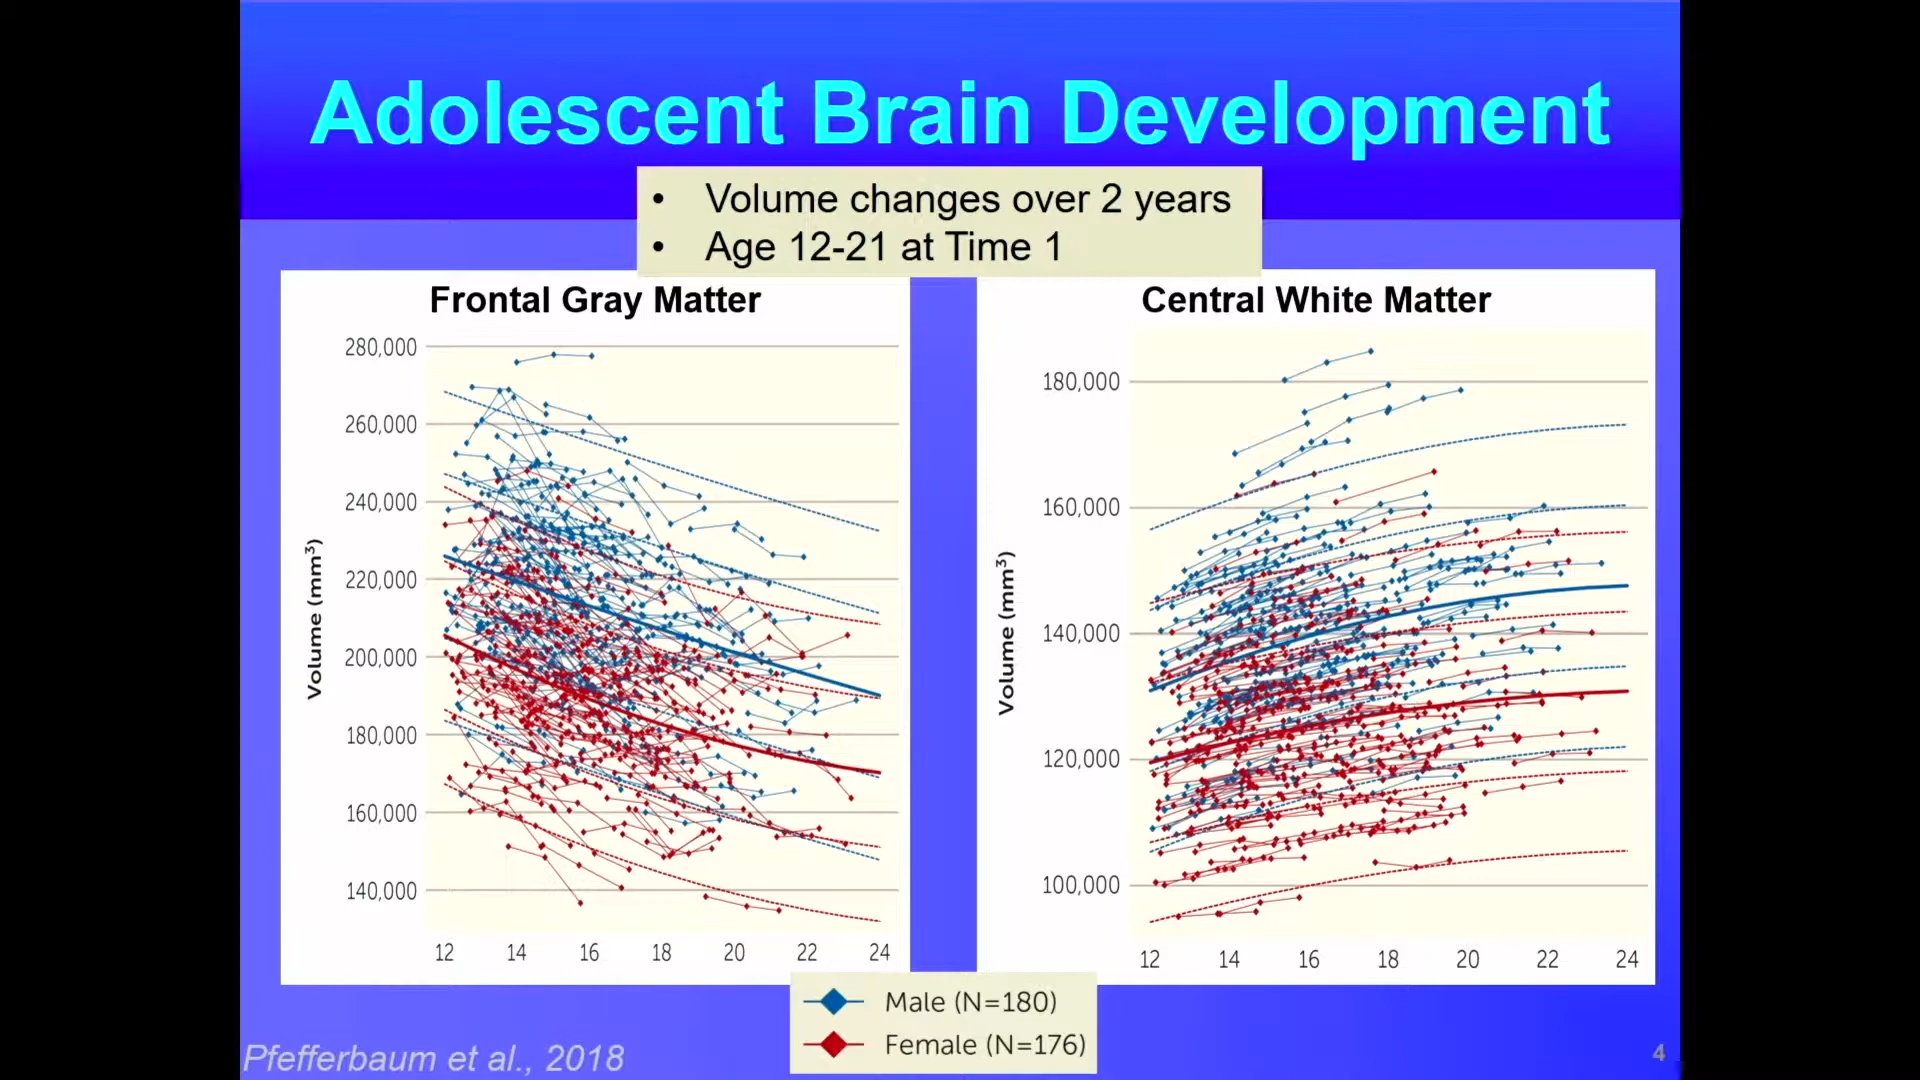 Adolescent Brain Development
• Volume changes over 2 years
• Age 12-21 at Time 1
Frontal Gray Matter
280,000
260,000
240,000
220,000
200,000
180,000
160,000
140,000
Volume (mm³)
12 14 16 18 20 22 24
Central White Matter
180,000
160,000
140,000
120,000
100,000
Volume (mm³)
12 14 16 18 20 22 24
Male (N=180)
Female (N=176)
Pfefferbaum et al., 2018
4